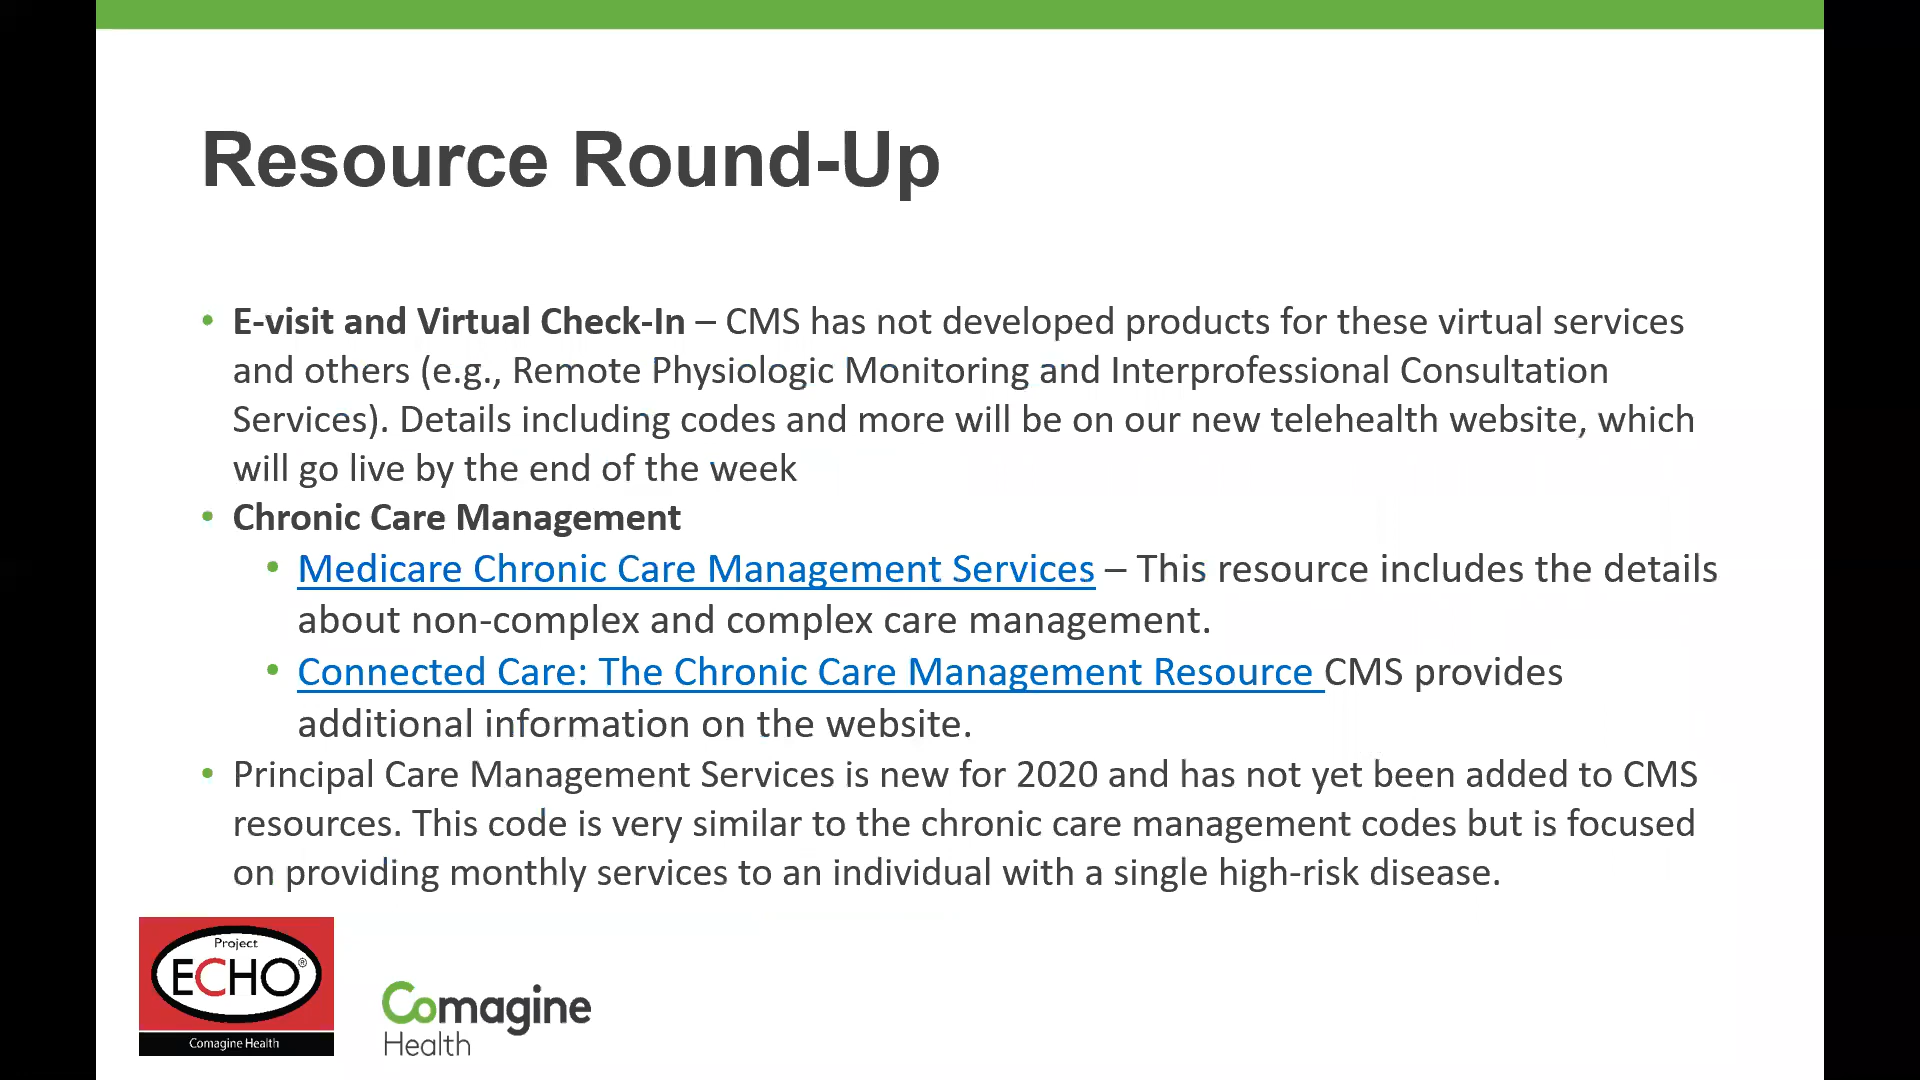 Resource Round-Up
• E-visit and Virtual Check-In – CMS has not developed products for these virtual services
and others (e.g., Remote Physiologic Monitoring and Interprofessional Consultation
Services). Details including codes and more will be on our new telehealth website, which
will go live by the end of the week
• Chronic Care Management
• Medicare Chronic Care Management Services – This resource includes the details
about non-complex and complex care management.
• Connected Care: The Chronic Care Management Resource CMS provides
additional information on the website.
• Principal Care Management Services is new for 2020 and has not yet been added to CMS
resources. This code is very similar to the chronic care management codes but is focused
on providing monthly services to an individual with a single high-risk disease.
Project
ECHO®
Comagine Health
Comagine
Health